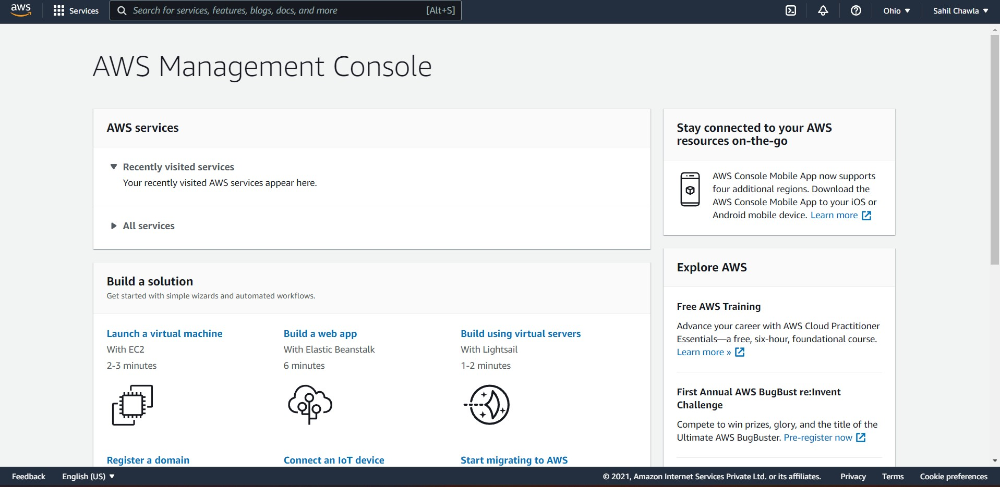 aws
Services
Search for services, features, blogs, docs, and more [Alt+S]
Ohio
Sahil Chawla
AWS Management Console
AWS services
Recently visited services
Your recently visited AWS services appear here.
All services
Build a solution
Get started with simple wizards and automated workflows.
Launch a virtual machine
With EC2
2-3 minutes
Build a web app
With Elastic Beanstalk
6 minutes
Build using virtual servers
With Lightsail
1-2 minutes
Register a domain
Connect an IoT device
Start migrating to AWS
Stay connected to your AWS
resources on-the-go
AWS Console Mobile App now supports
four additional regions. Download the
AWS Console Mobile App to your iOS or
Android mobile device. Learn more
Explore AWS
Free AWS Training
Advance your career with AWS Cloud Practitioner
Essentials—a free, six-hour, foundational course.
Learn more »
First Annual AWS BugBust re:Invent
Challenge
Compete to win prizes, glory, and the title of the
Ultimate AWS BugBuster. Pre-register now
Feedback
English (US)
© 2021, Amazon Internet Services Private Ltd. or its affiliates.
Privacy
Terms
Cookie preferences